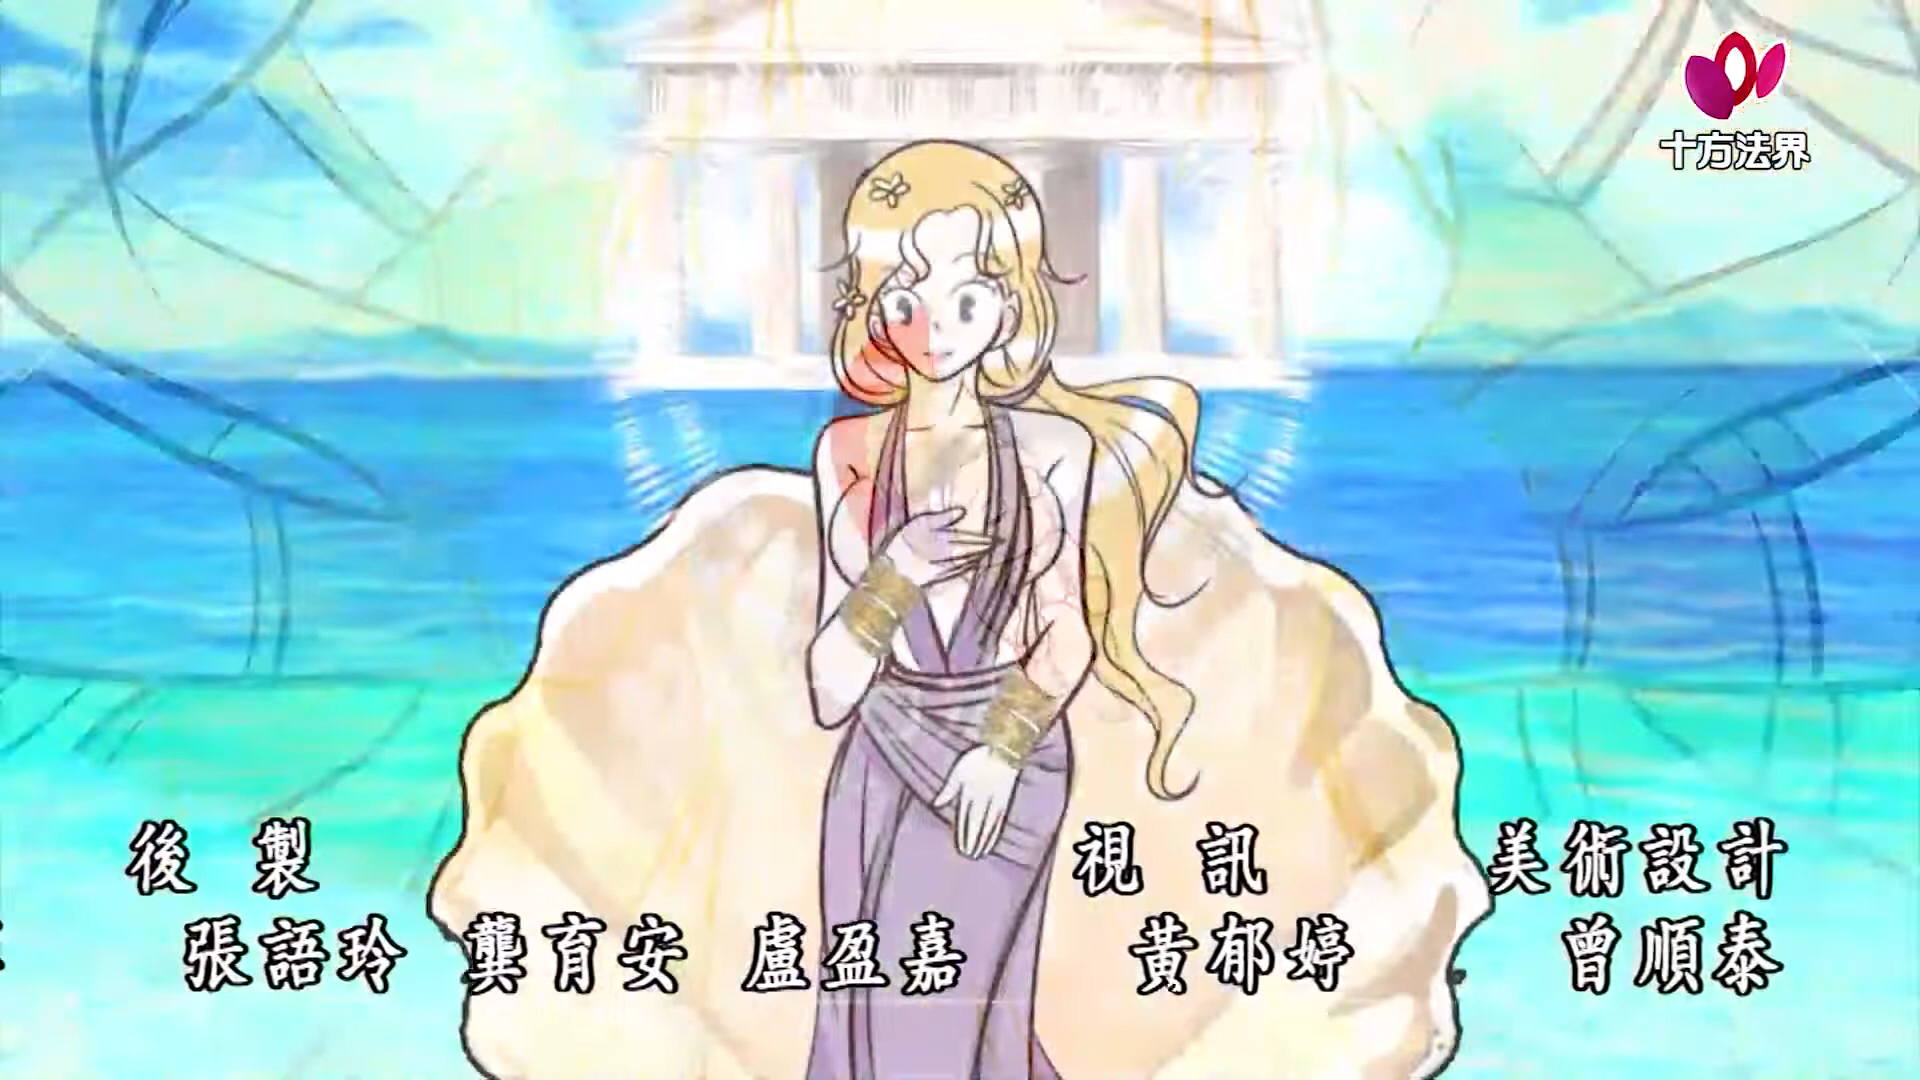 十方法界
後製 視訊 美術設計
張語玲 龔育安 盧盈嘉 黃郁婷 曾順泰